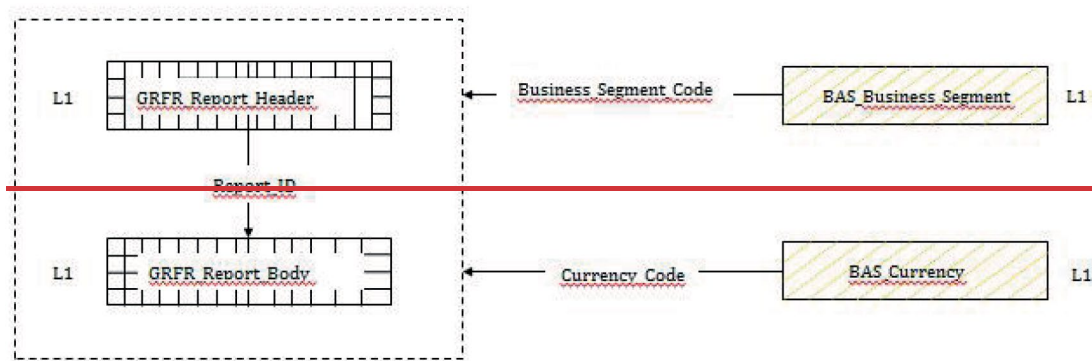 L1 GRFR_Report_Header Business_Segment_Code BAS_Business_Segment L1
Report_ID
L1 GRFR_Report_Body Currency_Code BAS_Currency L1